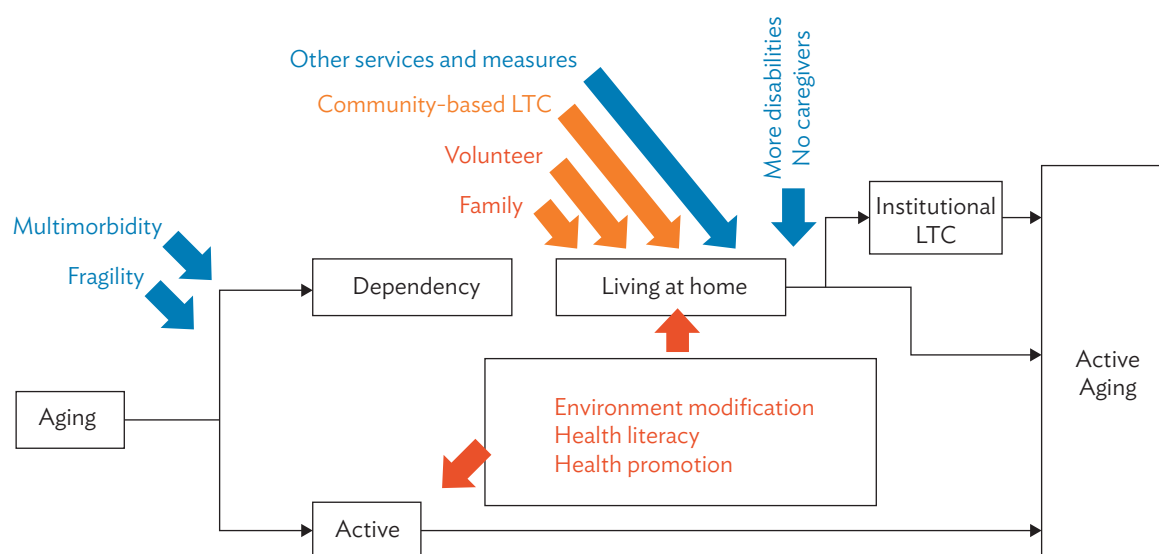 Other services and measures
Community-based LTC
Volunteer
Family
More disabilities
No caregivers
Multimorbidity
Fragility
Institutional
LTC
Dependency
Living at home
Active
Aging
Aging
Environment modification
Health literacy
Health promotion
Active